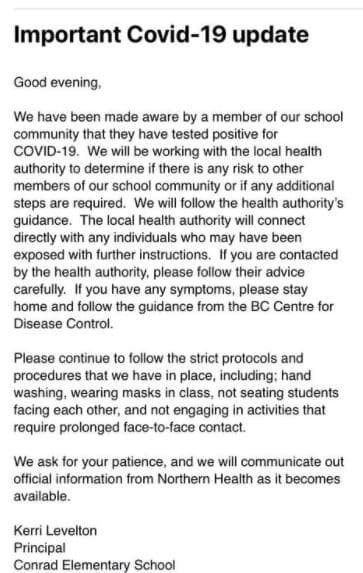 Important Covid-19 update
Good evening,
We have been made aware by a member of our school
community that they have tested positive for
COVID-19.  We will be working with the local health
authority to determine if there is any risk to other
members of our school community or if any additional
steps are required.  We will follow the health authority's
guidance.  The local health authority will connect
directly with any individuals who may have been
exposed with further instructions.  If you are contacted
by the health authority, please follow their advice
carefully.  If you have any symptoms, please stay
home and follow the guidance from the BC Centre for
Disease Control.
Please continue to follow the strict protocols and
procedures that we have in place, including; hand
washing, wearing masks in class, not seating students
facing each other, and not engaging in activities that
require prolonged face-to-face contact.
We ask for your patience, and we will communicate out
official information from Northern Health as it becomes
available.
Kerri Levelton
Principal
Conrad Elementary School